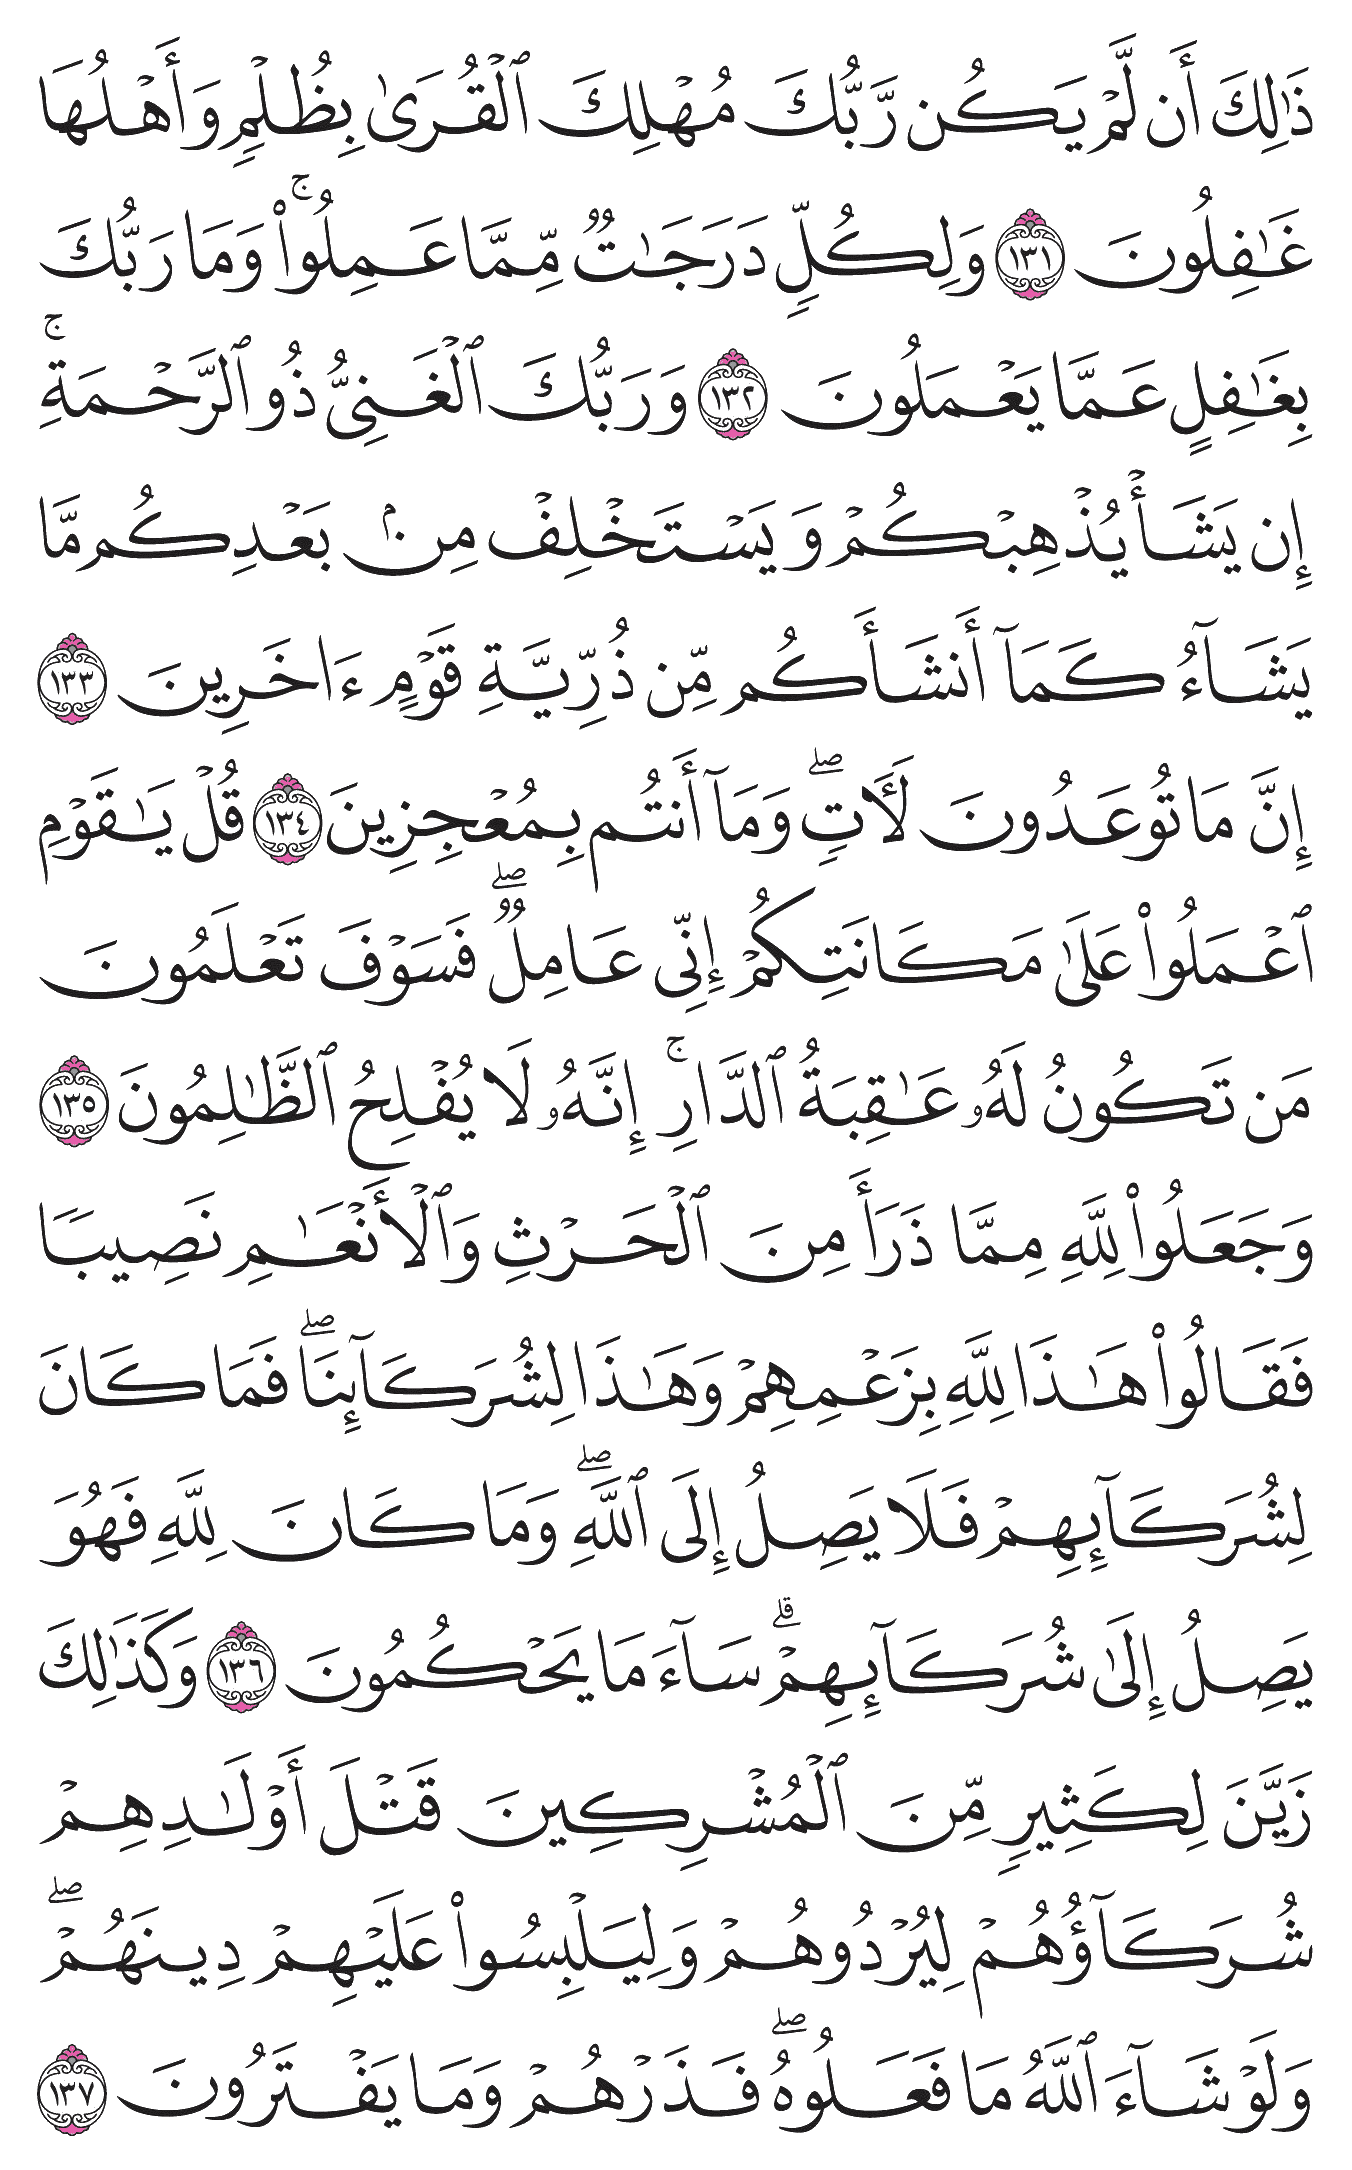 ذَٰلِكَ أَن لَّمْ يَكُن رَّبُّكَ مُهْلِكَ ٱلْقُرَىٰ بِظُلْمٍ وَأَهْلُهَا
غَٰفِلُونَ ١٣١ وَلِكُلٍّ دَرَجَٰتٌ مِّمَّا عَمِلُوا۟ ۚ وَمَا رَبُّكَ
بِغَٰفِلٍ عَمَّا يَعْمَلُونَ ١٣٢ وَرَبُّكَ ٱلْغَنِىُّ ذُو ٱلرَّحْمَةِ ۚ
إِن يَشَأْ يُذْهِبْكُمْ وَيَسْتَخْلِفْ مِنۢ بَعْدِكُم مَّا
يَشَآءُ كَمَآ أَنشَأَكُم مِّن ذُرِّيَّةِ قَوْمٍ ءَاخَرِينَ ١٣٣
إِنَّ مَا تُوعَدُونَ لَءَاتٍ ۖ وَمَآ أَنتُم بِمُعْجِزِينَ ١٣٤ قُلْ يَٰقَوْمِ
ٱعْمَلُوا۟ عَلَىٰ مَكَانَتِكُمْ إِنِّى عَامِلٌ ۖ فَسَوْفَ تَعْلَمُونَ
مَن تَكُونُ لَهُۥ عَٰقِبَةُ ٱلدَّارِ ۚ إِنَّهُۥ لَا يُفْلِحُ ٱلظَّٰلِمُونَ ١٣٥
وَجَعَلُوا۟ لِلَّهِ مِمَّا ذَرَأَ مِنَ ٱلْحَرْثِ وَٱلْأَنْعَٰمِ نَصِيبًا
فَقَالُوا۟ هَٰذَا لِلَّهِ بِزَعْمِهِمْ وَهَٰذَا لِشُرَكَآئِنَا ۖ فَمَا كَانَ
لِشُرَكَآئِهِمْ فَلَا يَصِلُ إِلَى ٱللَّهِ ۖ وَمَا كَانَ لِلَّهِ فَهُوَ
يَصِلُ إِلَىٰ شُرَكَآئِهِمْ ۗ سَآءَ مَا يَحْكُمُونَ ١٣٦ وَكَذَٰلِكَ
زَيَّنَ لِكَثِيرٍ مِّنَ ٱلْمُشْرِكِينَ قَتْلَ أَوْلَٰدِهِمْ
شُرَكَآؤُهُمْ لِيُرْدُوهُمْ وَلِيَلْبِسُوا۟ عَلَيْهِمْ دِينَهُمْ ۖ
وَلَوْ شَآءَ ٱللَّهُ مَا فَعَلُوهُ ۖ فَذَرْهُمْ وَمَا يَفْتَرُونَ ١٣٧